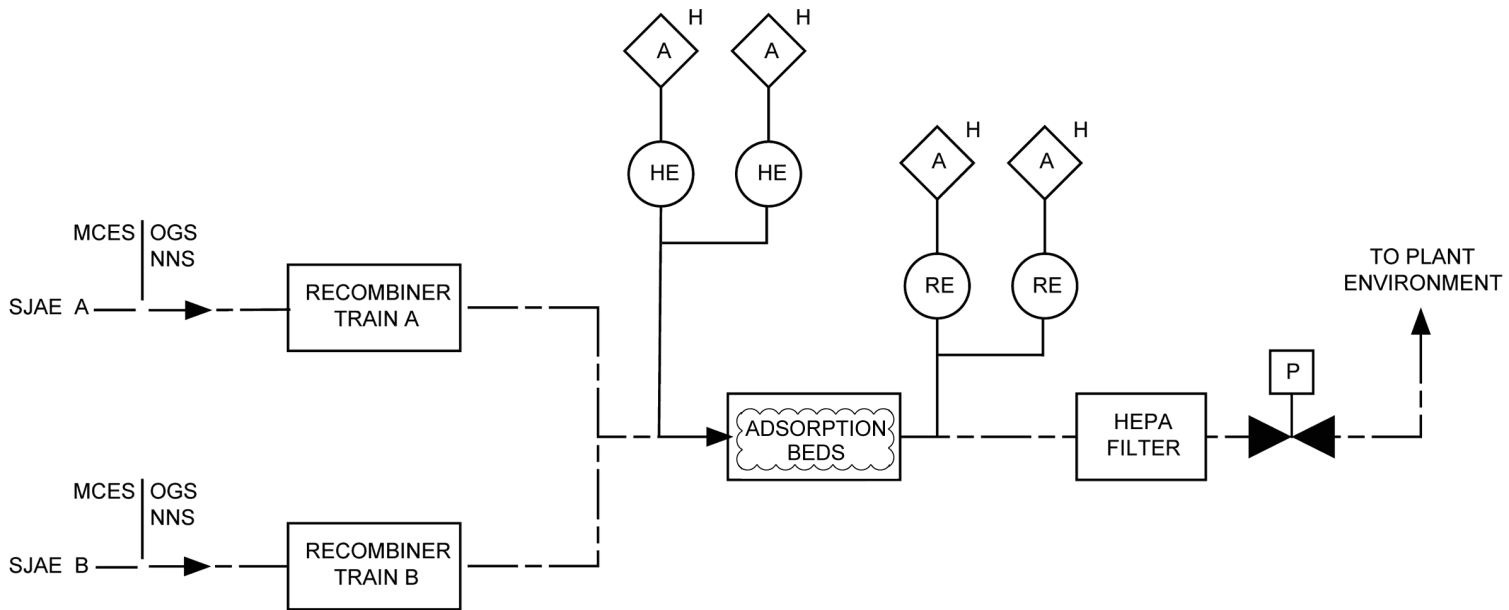 H
H
A
A
H
H
HE
HE
A
A
MCES
OGS
NNS
RE
RE
TO PLANT
ENVIRONMENT
SJAE A
RECOMBINER
TRAIN A
P
ADSORPTION
BEDS
HEPA
FILTER
MCES
OGS
NNS
SJAE B
RECOMBINER
TRAIN B